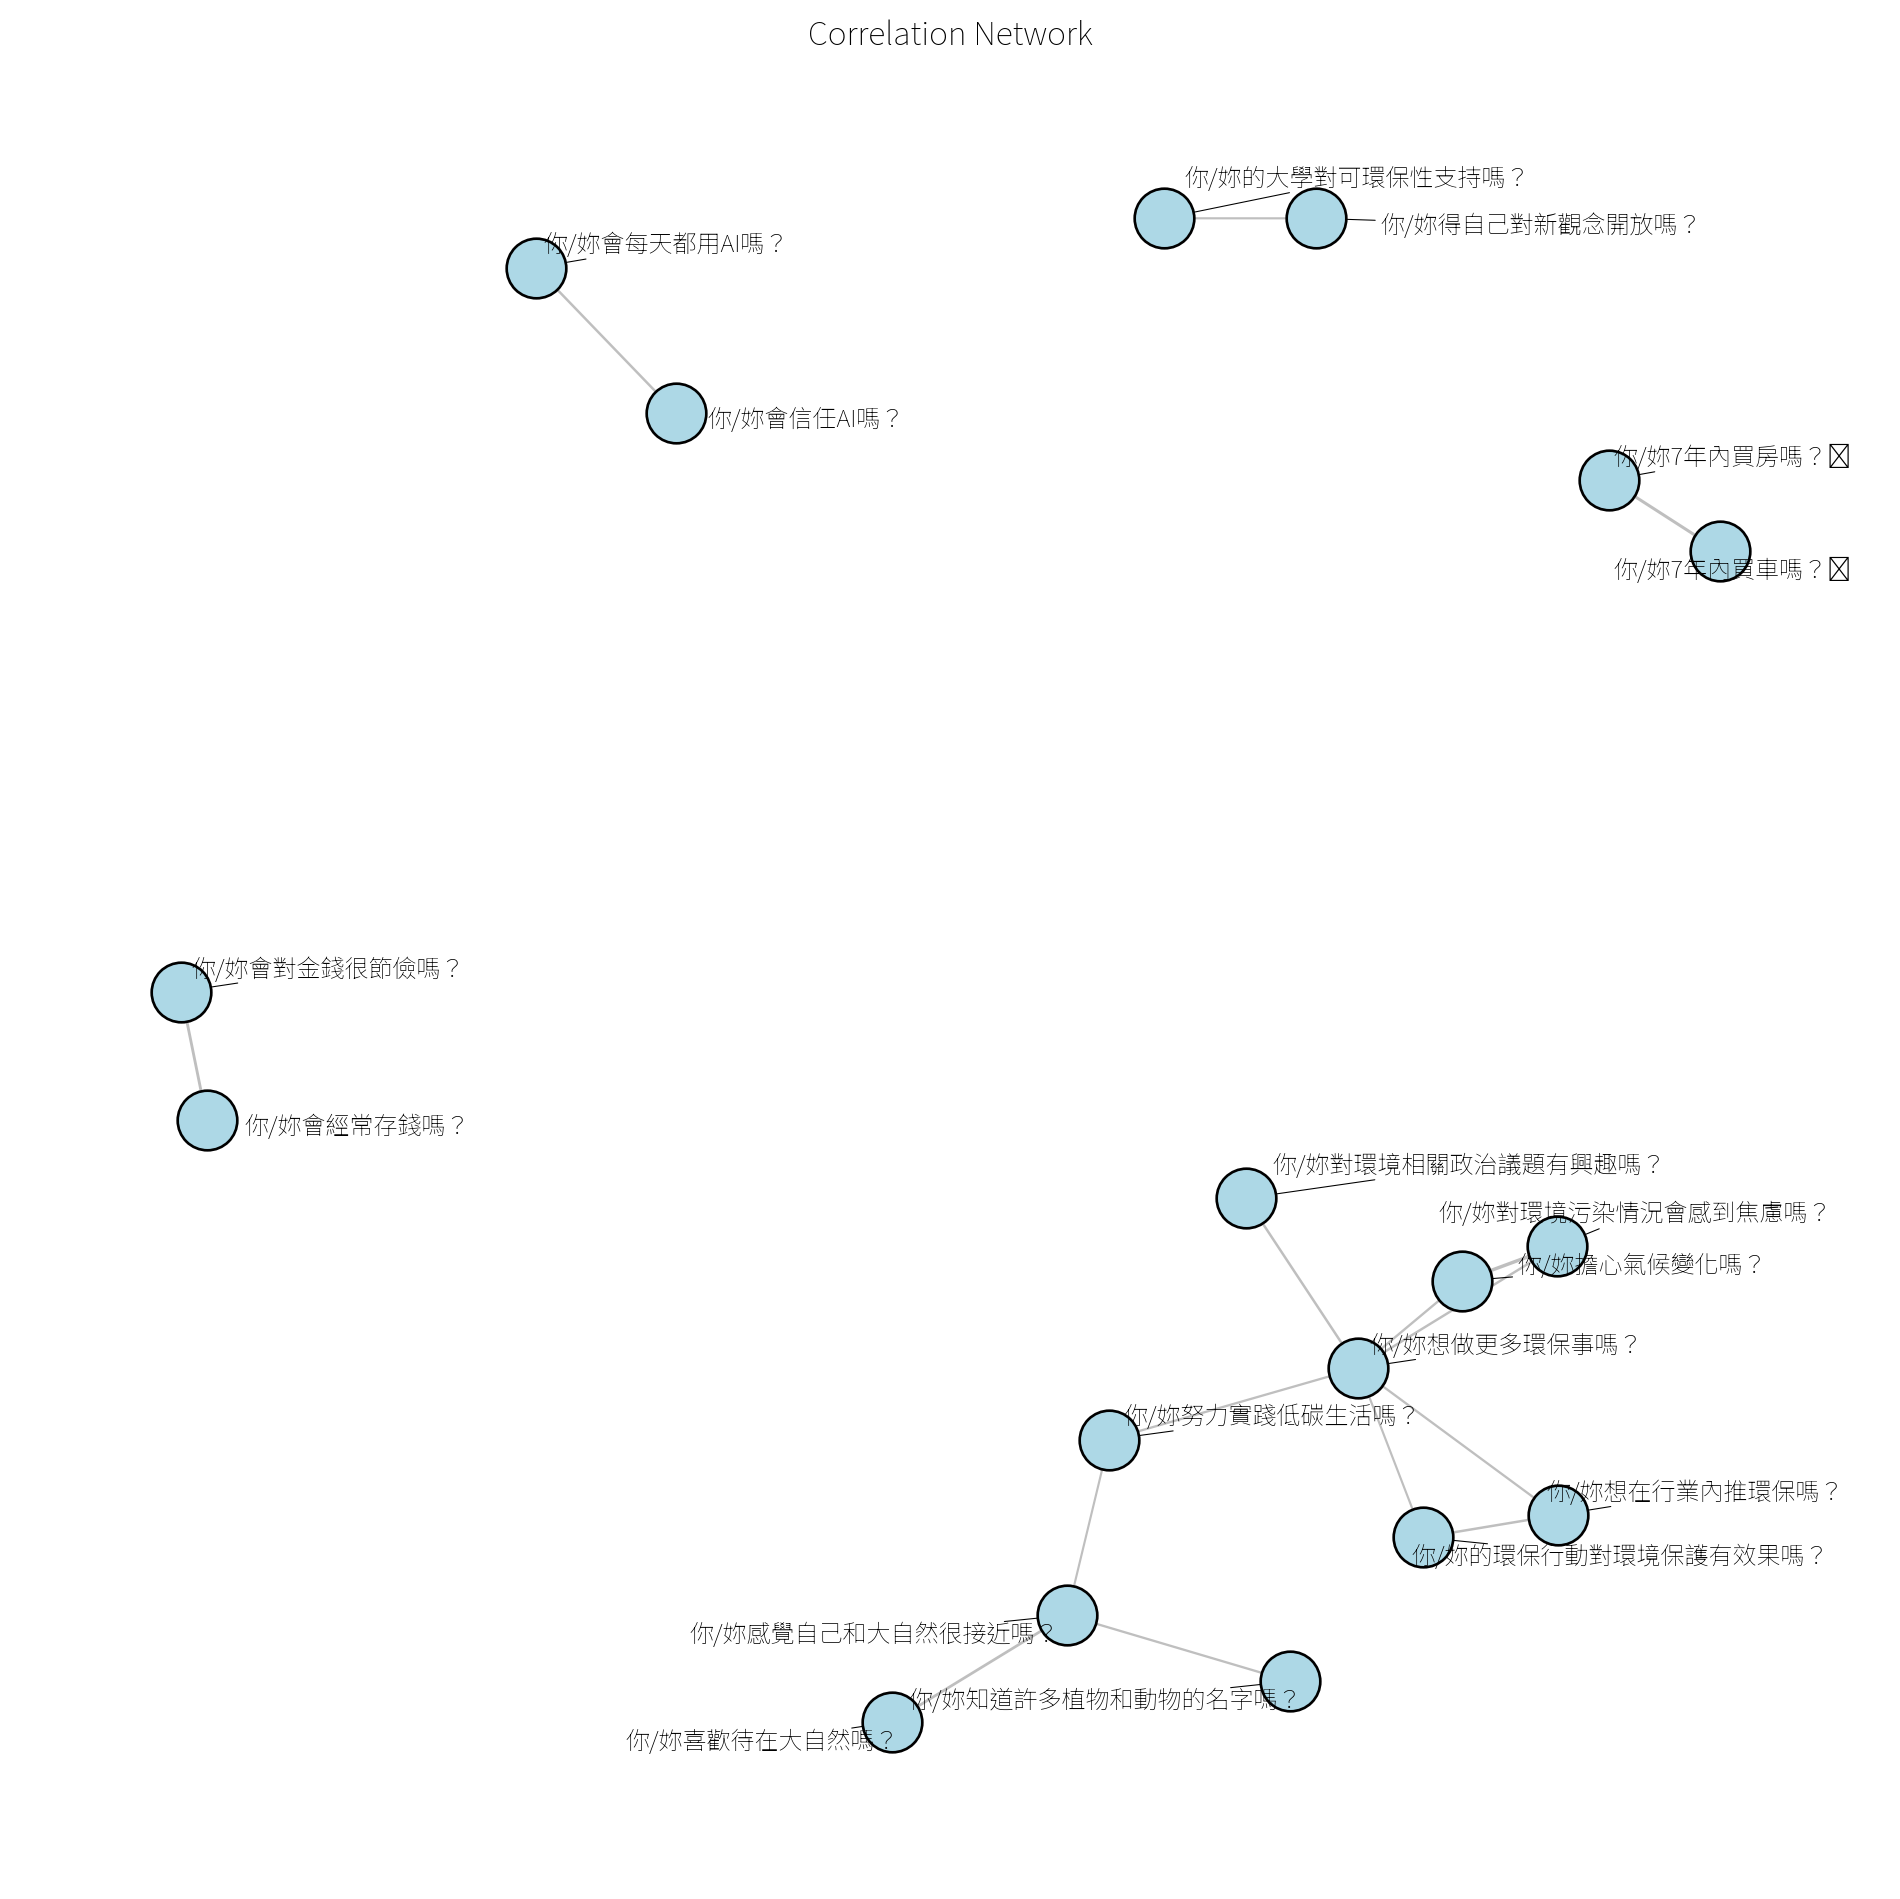 Correlation Network
你/妳的大學對可環保性支持嗎？
你/妳得自己對新觀念開放嗎？
你/妳會每天都用AI嗎？
你/妳會信任AI嗎？
你/妳7年內買房嗎？
你/妳7年內買車嗎？
你/妳會對金錢很節儉嗎？
你/妳會經常存錢嗎？
你/妳對環境相關政治議題有興趣嗎？
你/妳對環境污染情況會感到焦慮嗎？
你/妳擔心氣候變化嗎？
你/妳想做更多環保事嗎？
你/妳努力實踐低碳生活嗎？
你/妳想在行業內推環保嗎？
你/妳的環保行動對環境保護有效果嗎？
你/妳感覺自己和大自然很接近嗎？
你/妳知道許多植物和動物的名字嗎？
你/妳喜歡待在大自然嗎？